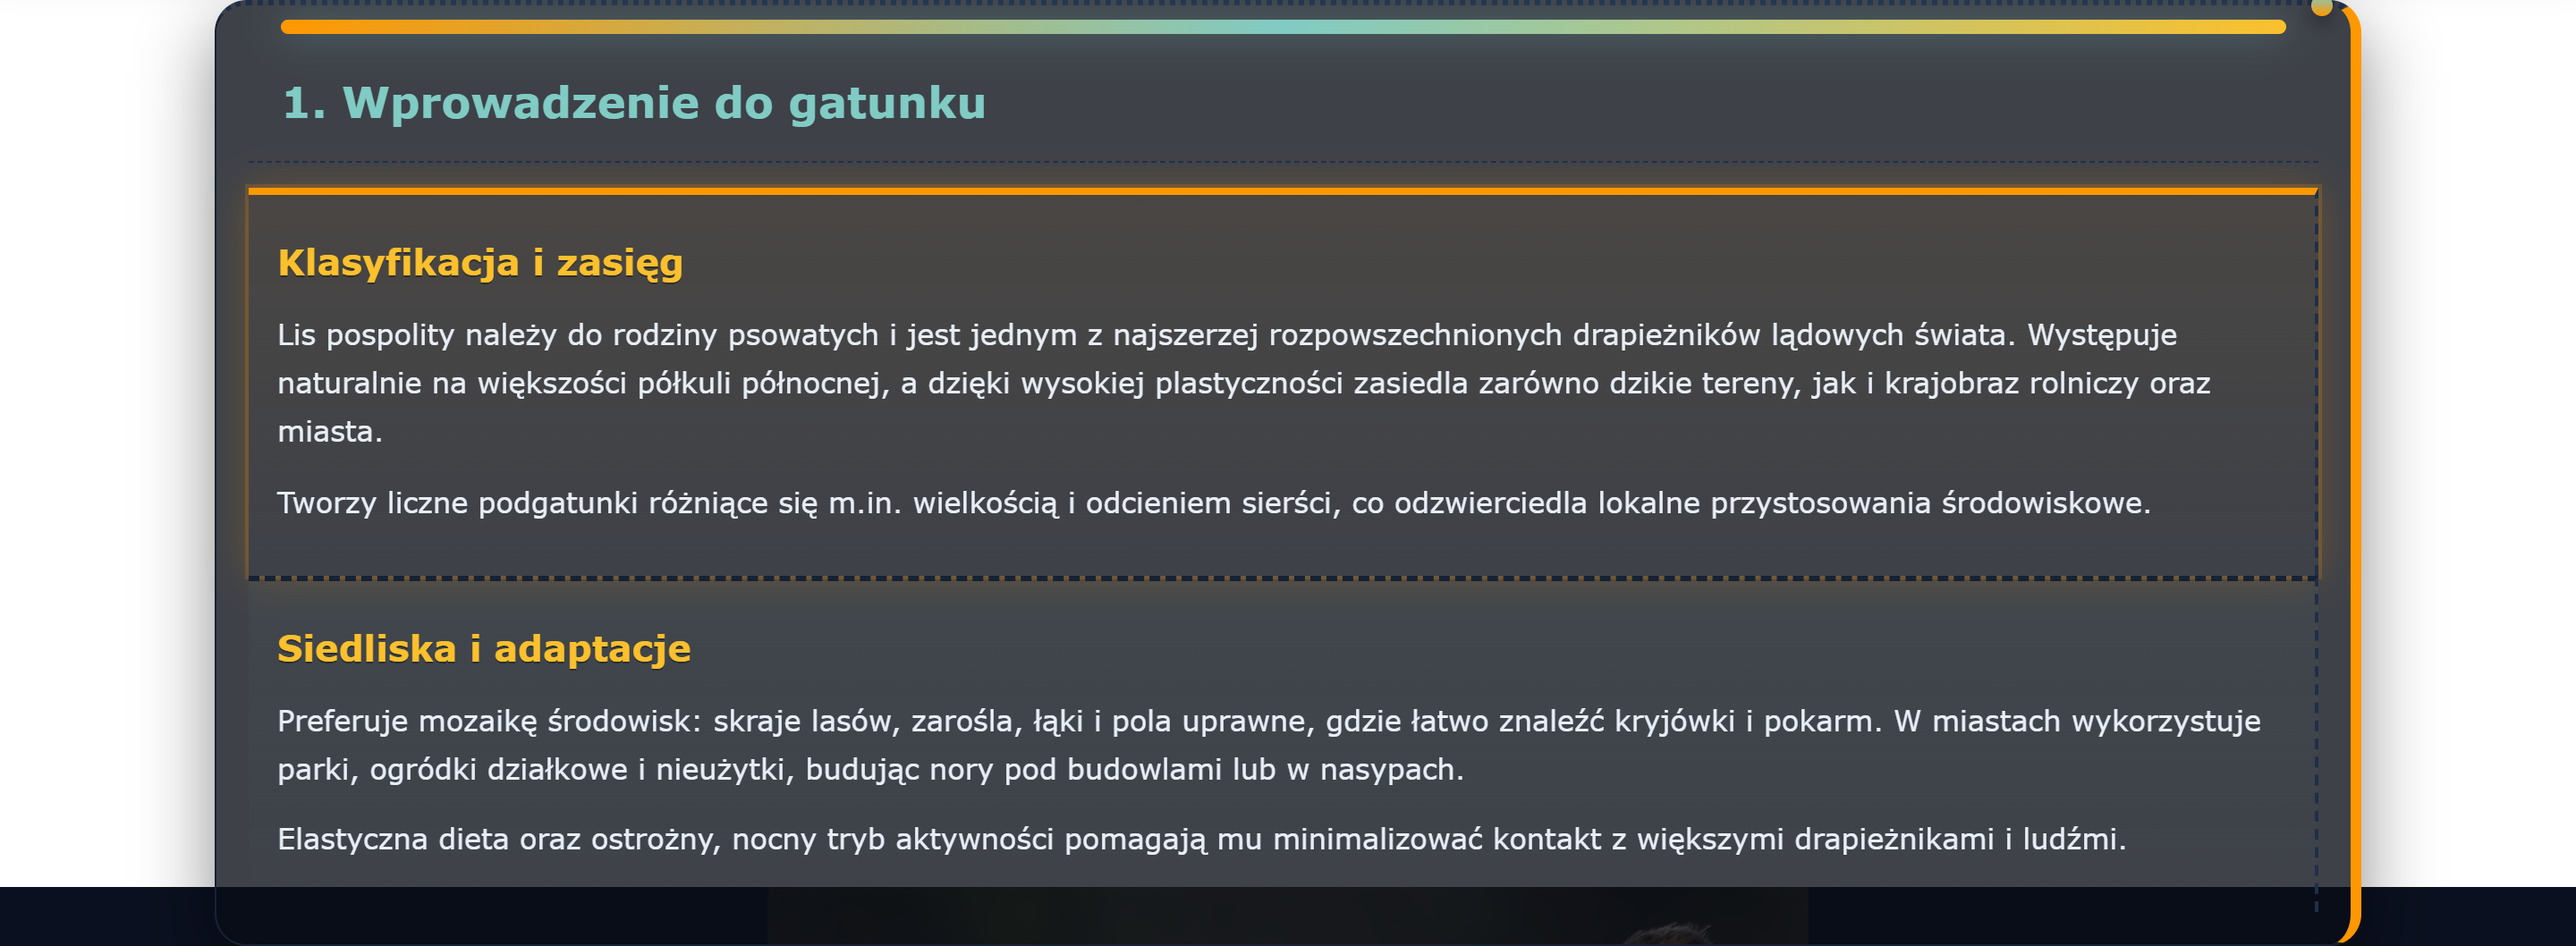 1. Wprowadzenie do gatunku
Klasyfikacja i zasięg
Lis pospolity należy do rodziny psowatych i jest jednym z najszerzej rozpowszechnionych drapieżników lądowych świata. Występuje
naturalnie na większości półkuli północnej, a dzięki wysokiej plastyczności zasiedla zarówno dzikie tereny, jak i krajobraz rolniczy oraz
miasta.
Tworzy liczne podgatunki różniące się m.in. wielkością i odcieniem sierści, co odzwierciedla lokalne przystosowania środowiskowe.
Siedliska i adaptacje
Preferuje mozaikę środowisk: skraje lasów, zarośla, łąki i pola uprawne, gdzie łatwo znaleźć kryjówki i pokarm. W miastach wykorzystuje
parki, ogródki działkowe i nieużytki, budując nory pod budowlami lub w nasypach.
Elastyczna dieta oraz ostrożny, nocny tryb aktywności pomagają mu minimalizować kontakt z większymi drapieżnikami i ludźmi.